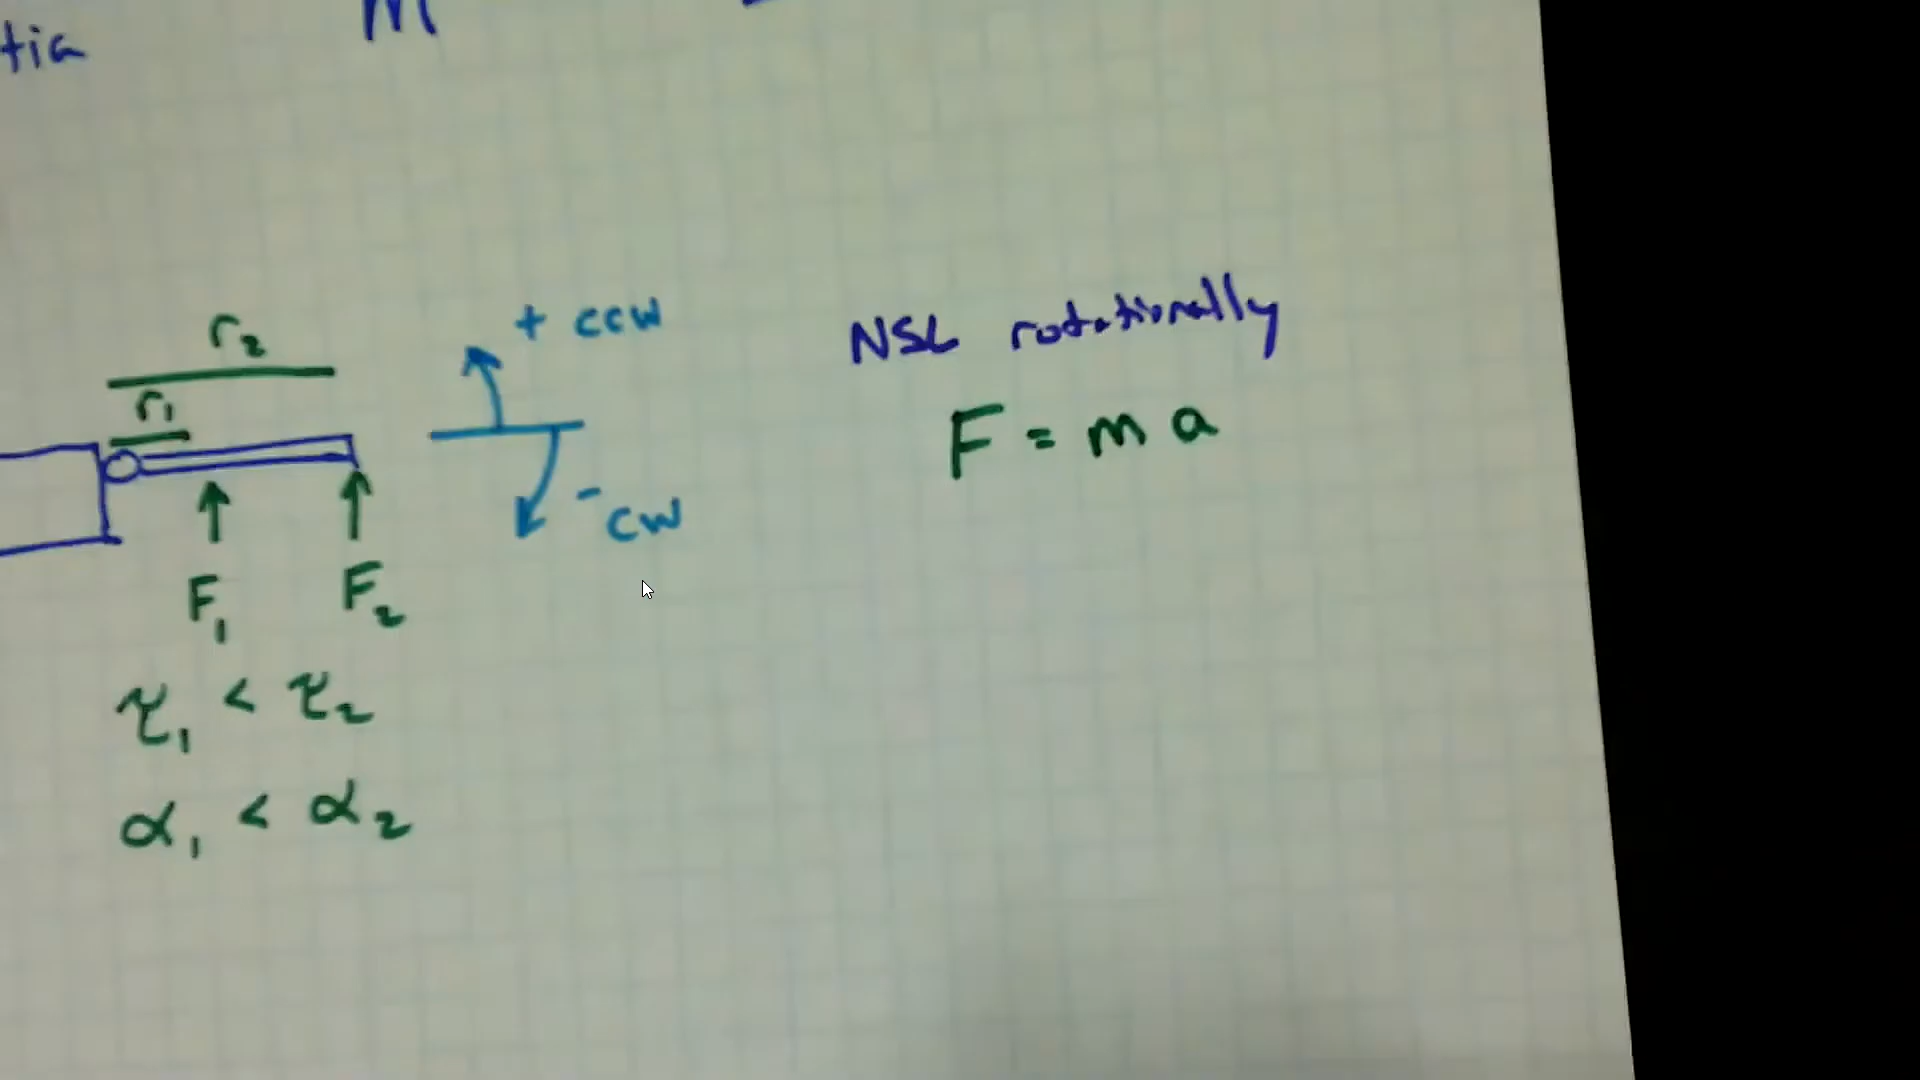 tia
m
r₂
r₁
+ ccw
- cw
F₁
F₂
τ₁ < τ₂
α₁ < α₂
NSL rotationally
F = m a